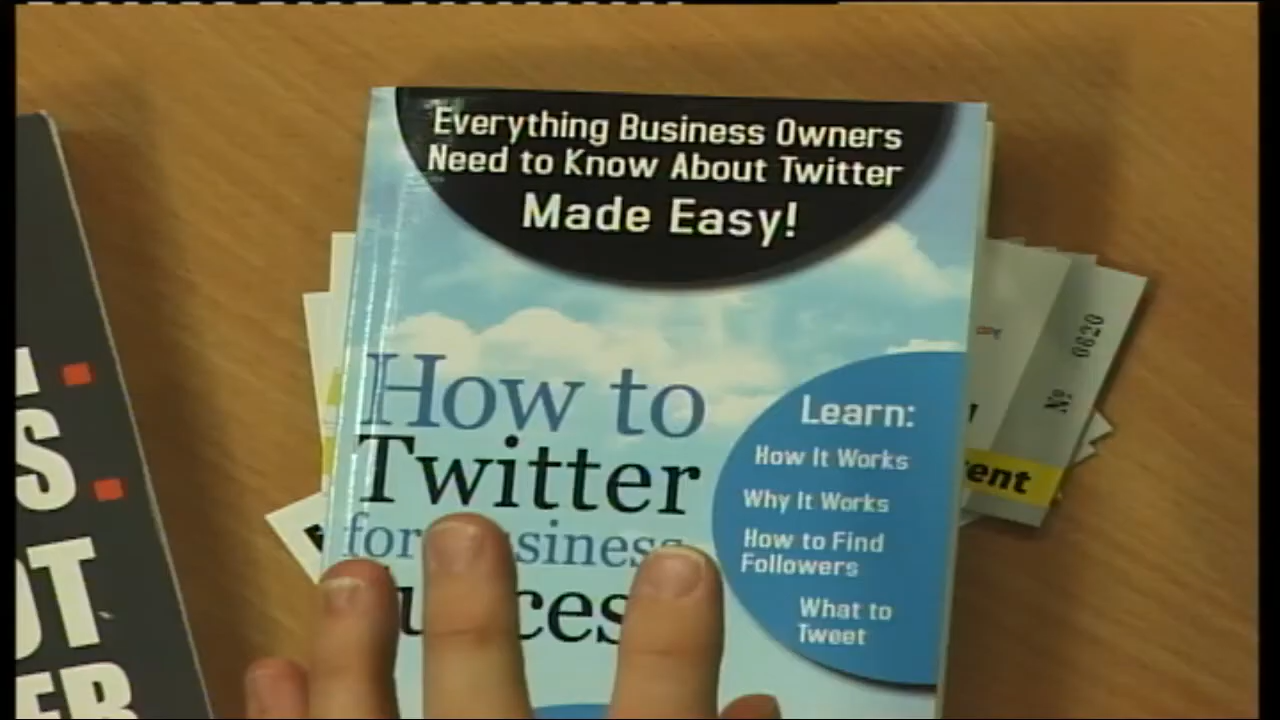 Everything Business Owners
Need to Know About Twitter
Made Easy!
How to
Twitter
for
Learn:
How It Works
Why It Works
How to Find
Followers
What to
Tweet
Nº 0620